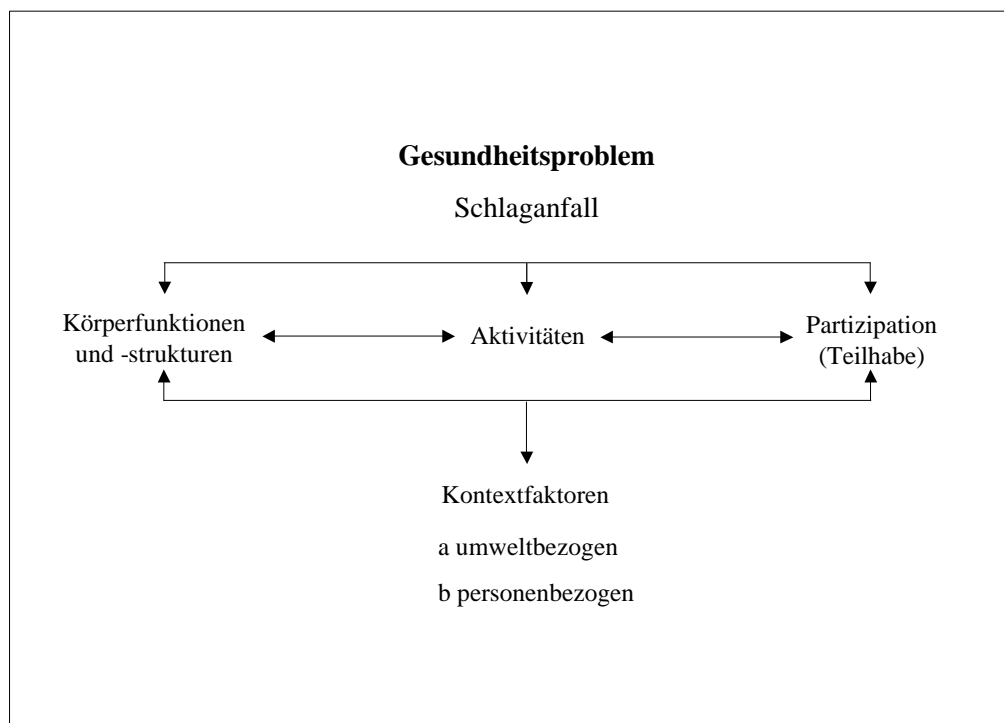 Gesundheitsproblem
Schlaganfall
Körperfunktionen
und -strukturen
Aktivitäten
Partizipation
(Teilhabe)
Kontextfaktoren
a umweltbezogen
b personenbezogen